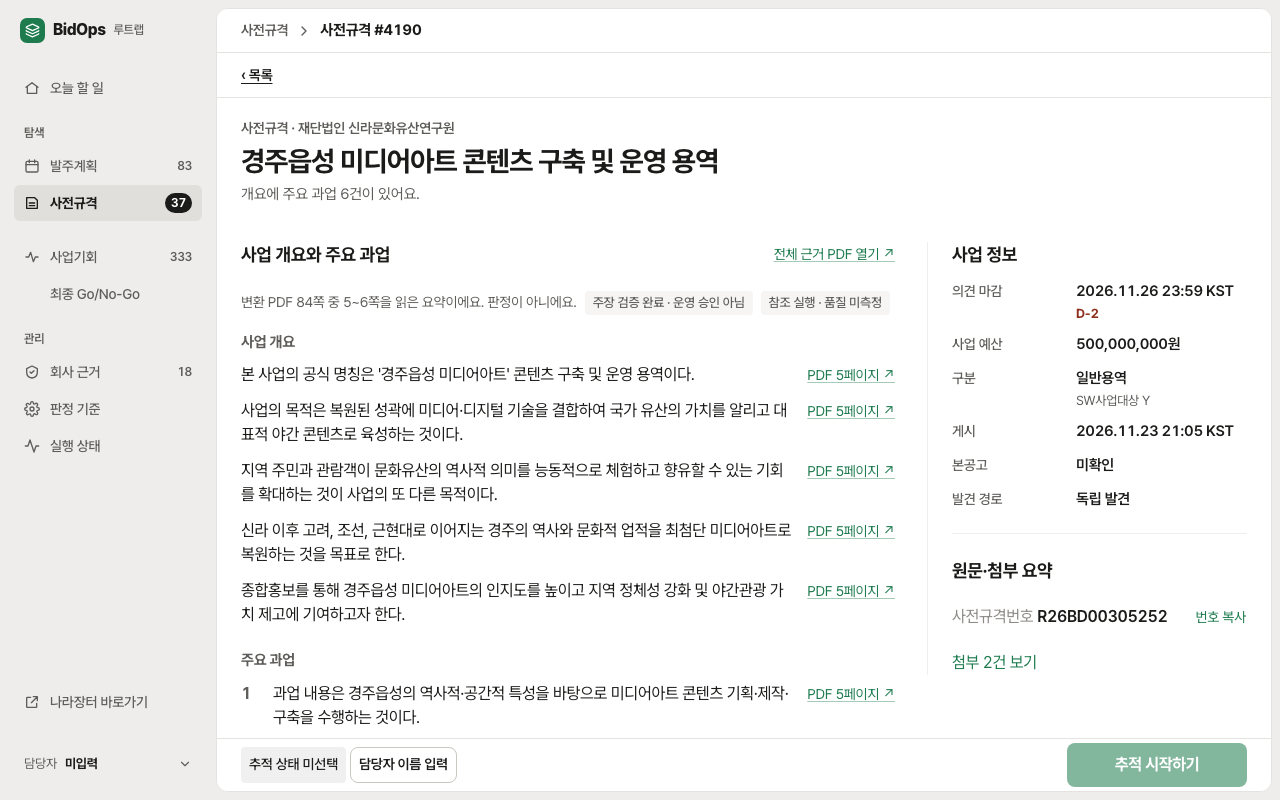 BidOps 루트랩
오늘 할 일
탐색
발주계획 83
사전규격 37
사업기회 333
최종 Go/No-Go
관리
회사 근거 18
판정 기준
실행 상태
나라장터 바로가기
담당자 미입력
사전규격 > 사전규격 #4190
‹ 목록
사전규격 · 재단법인 신라문화유산연구원
경주읍성 미디어아트 콘텐츠 구축 및 운영 용역
개요에 주요 과업 6건이 있어요.
사업 개요와 주요 과업 전체 근거 PDF 열기 ↗
변환 PDF 84쪽 중 5~6쪽을 읽은 요약이에요. 판정이 아니에요. 주장 검증 완료 · 운영 승인 아님 참조 실행 · 품질 미측정
사업 개요
본 사업의 공식 명칭은 '경주읍성 미디어아트' 콘텐츠 구축 및 운영 용역이다. PDF 5페이지 ↗
사업의 목적은 복원된 성곽에 미디어·디지털 기술을 결합하여 국가 유산의 가치를 알리고 대 PDF 5페이지 ↗
표적 야간 콘텐츠로 육성하는 것이다.
지역 주민과 관람객이 문화유산의 역사적 의미를 능동적으로 체험하고 향유할 수 있는 기회 PDF 5페이지 ↗
를 확대하는 것이 사업의 또 다른 목적이다.
신라 이후 고려, 조선, 근현대로 이어지는 경주의 역사와 문화적 업적을 최첨단 미디어아트로 PDF 5페이지 ↗
복원하는 것을 목표로 한다.
종합홍보를 통해 경주읍성 미디어아트의 인지도를 높이고 지역 정체성 강화 및 야간관광 가 PDF 5페이지 ↗
치 제고에 기여하고자 한다.
주요 과업
1 과업 내용은 경주읍성의 역사적·공간적 특성을 바탕으로 미디어아트 콘텐츠 기획·제작· PDF 5페이지 ↗
구축을 수행하는 것이다.
사업 정보
의견 마감 2026.11.26 23:59 KST
D-2
사업 예산 500,000,000원
구분 일반용역
SW사업대상 Y
게시 2026.11.23 21:05 KST
본공고 미확인
발견 경로 독립 발견
원문·첨부 요약
사전규격번호 R26BD00305252 번호 복사
첨부 2건 보기
추적 상태 미선택 담당자 이름 입력 추적 시작하기